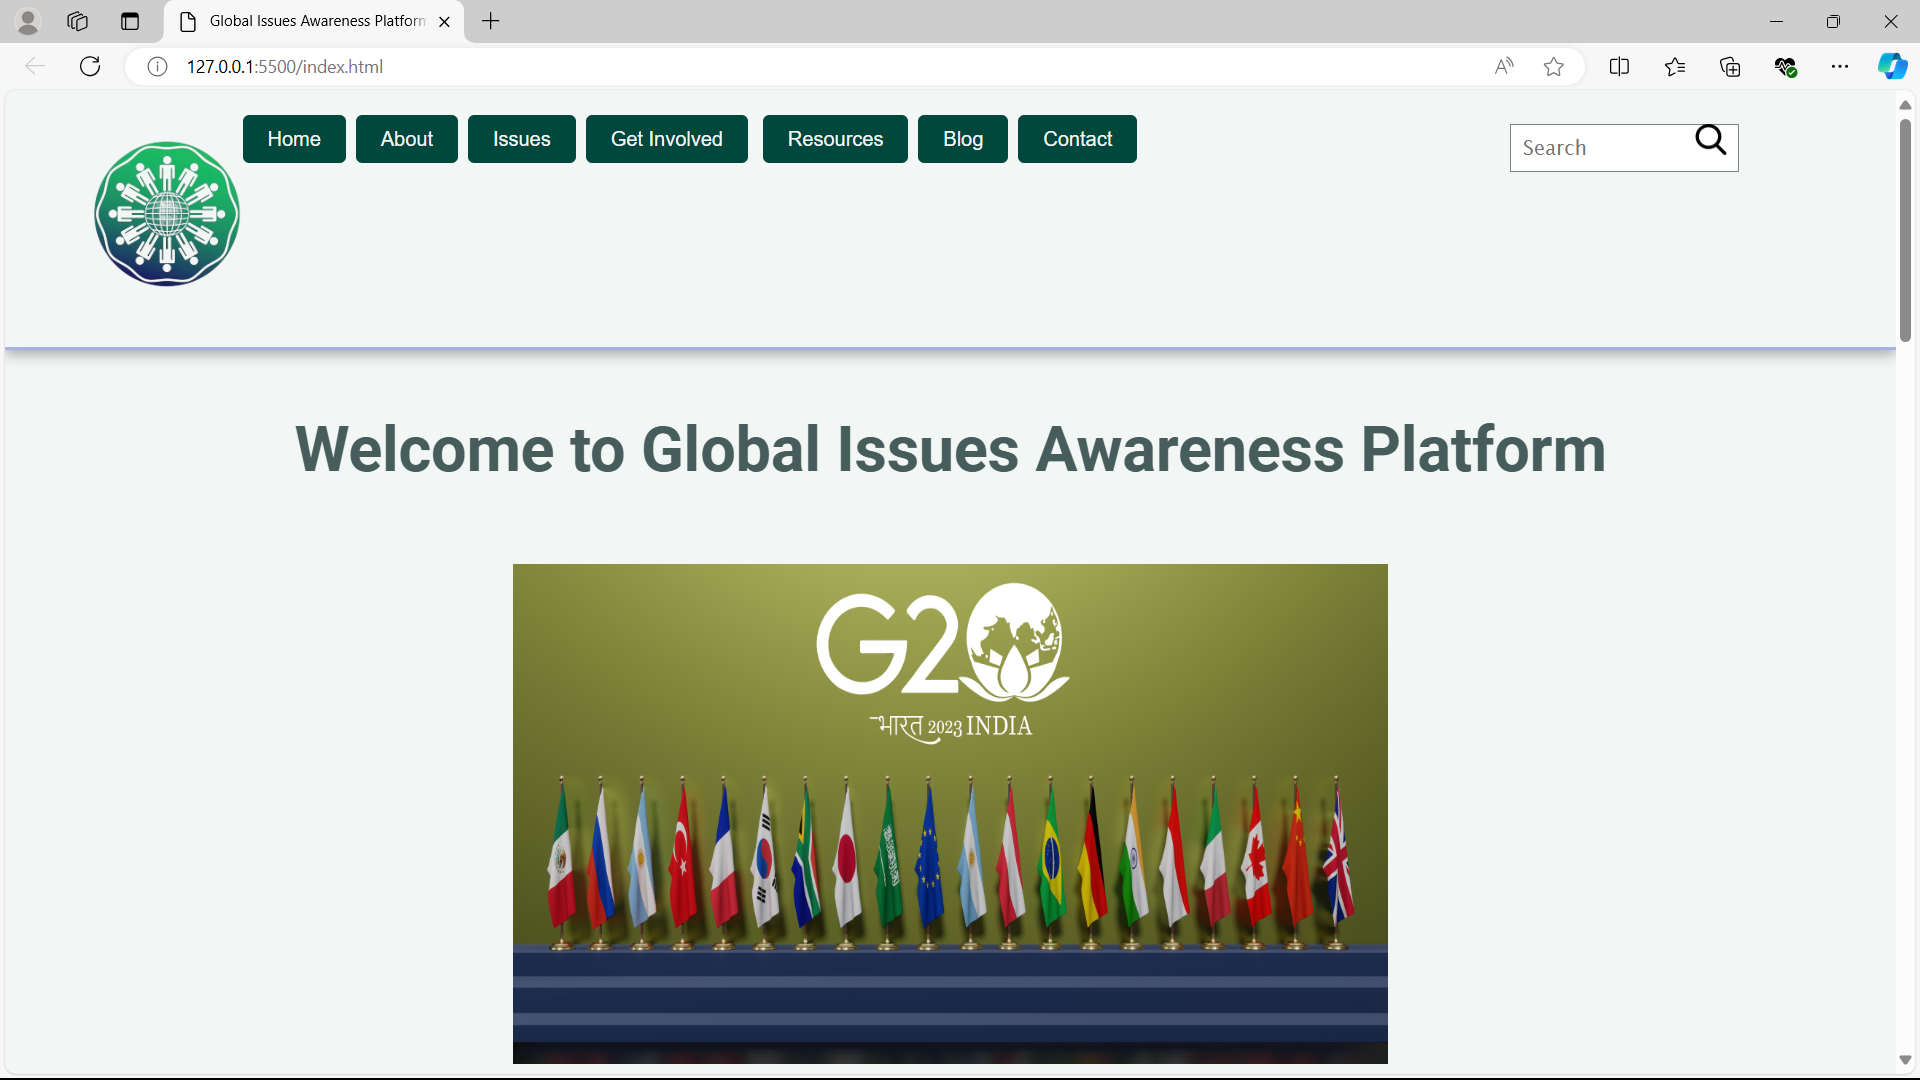 Global Issues Awareness Platform
127.0.0.1:5500/index.html
Home About Issues Get Involved Resources Blog Contact
Search
Welcome to Global Issues Awareness Platform
G20
भारत 2023 INDIA